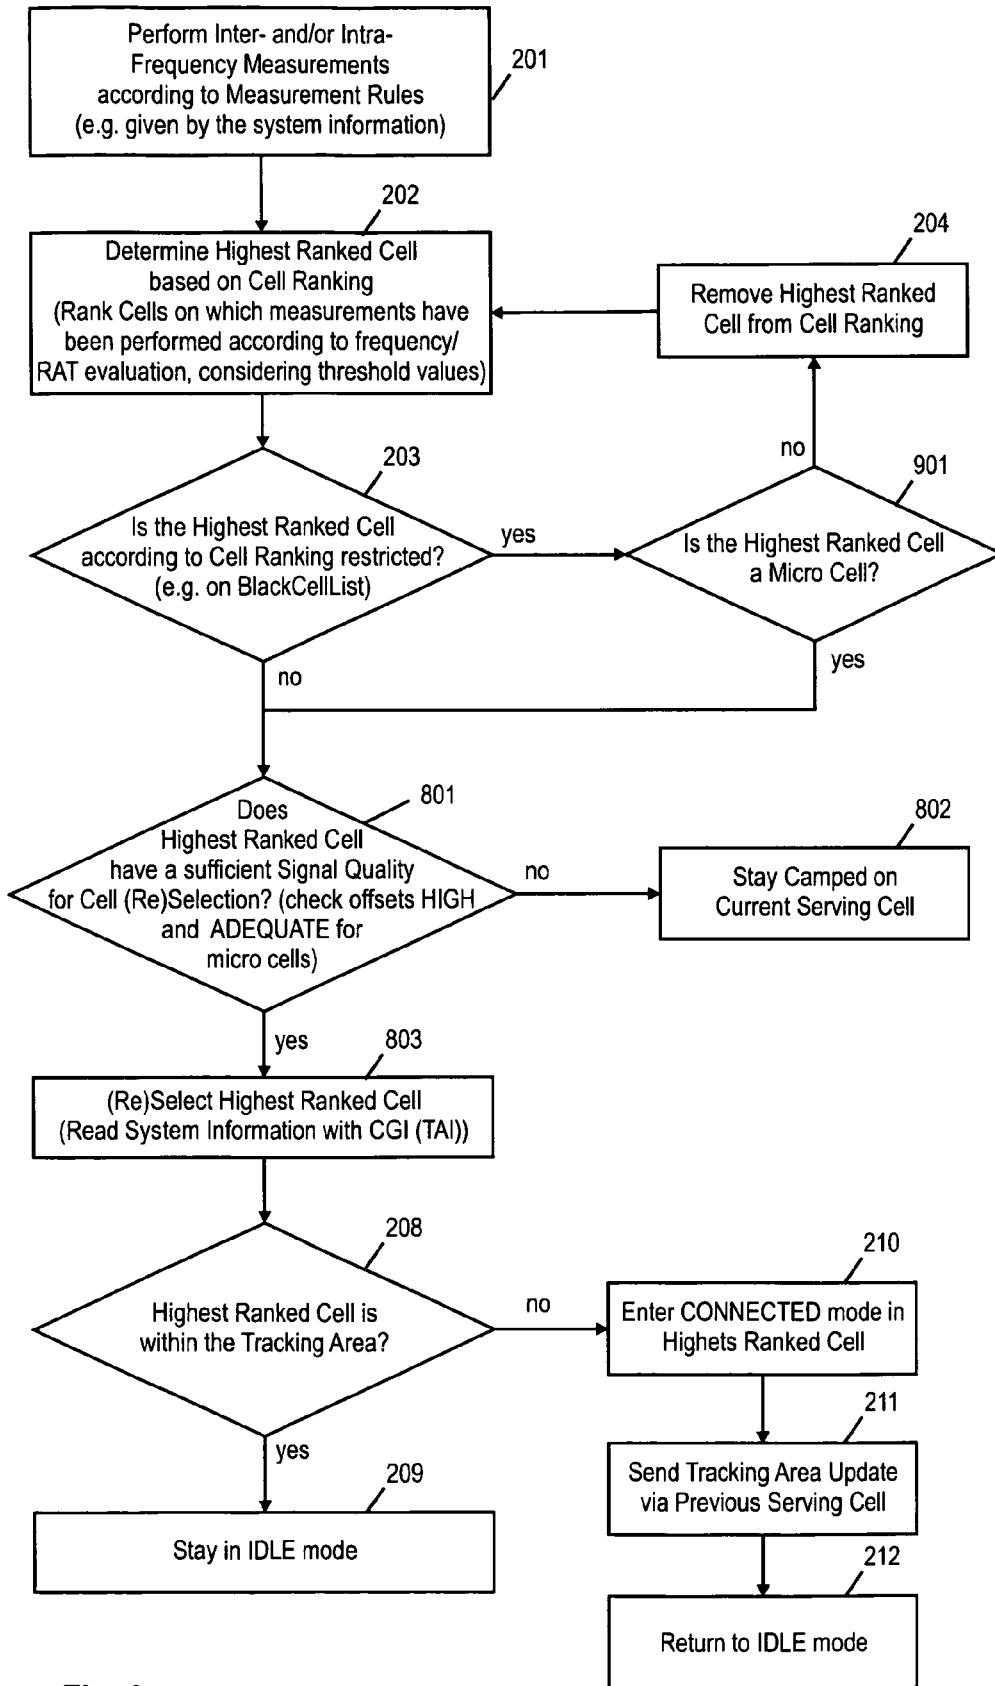 Perform Inter- and/or Intra-
Frequency Measurements
according to Measurement Rules
(e.g. given by the system information)
201
202
Determine Highest Ranked Cell
based on Cell Ranking
(Rank Cells on which measurements have
been performed according to frequency/
RAT evaluation, considering threshold values)
204
Remove Highest Ranked
Cell from Cell Ranking
203
Is the Highest Ranked Cell
according to Cell Ranking restricted?
(e.g. on BlackCellList)
yes
no
no
901
Is the Highest Ranked Cell
a Micro Cell?
yes
801
Does
Highest Ranked Cell
have a sufficient Signal Quality
for Cell (Re)Selection? (check offsets HIGH
and ADEQUATE for
micro cells)
no
802
Stay Camped on
Current Serving Cell
yes
803
(Re)Select Highest Ranked Cell
(Read System Information with CGI (TAI))
208
Highest Ranked Cell is
within the Tracking Area?
no
210
Enter CONNECTED mode in
Highets Ranked Cell
211
Send Tracking Area Update
via Previous Serving Cell
yes
209
Stay in IDLE mode
212
Return to IDLE mode